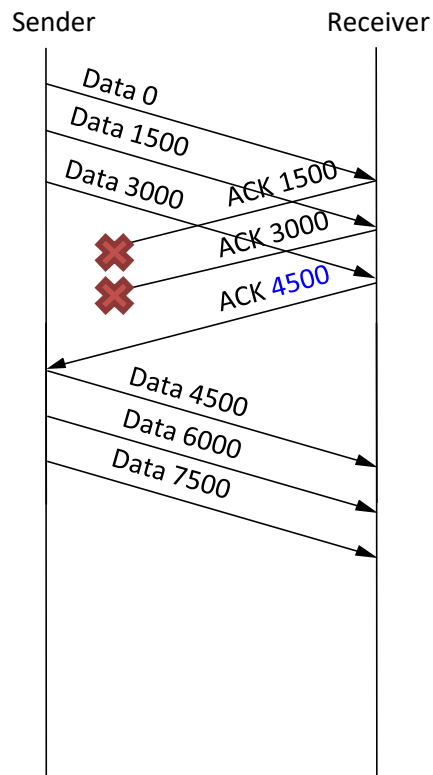 Sender
Receiver
Data 0
Data 1500
Data 3000
ACK 1500
ACK 3000
ACK 4500
Data 4500
Data 6000
Data 7500